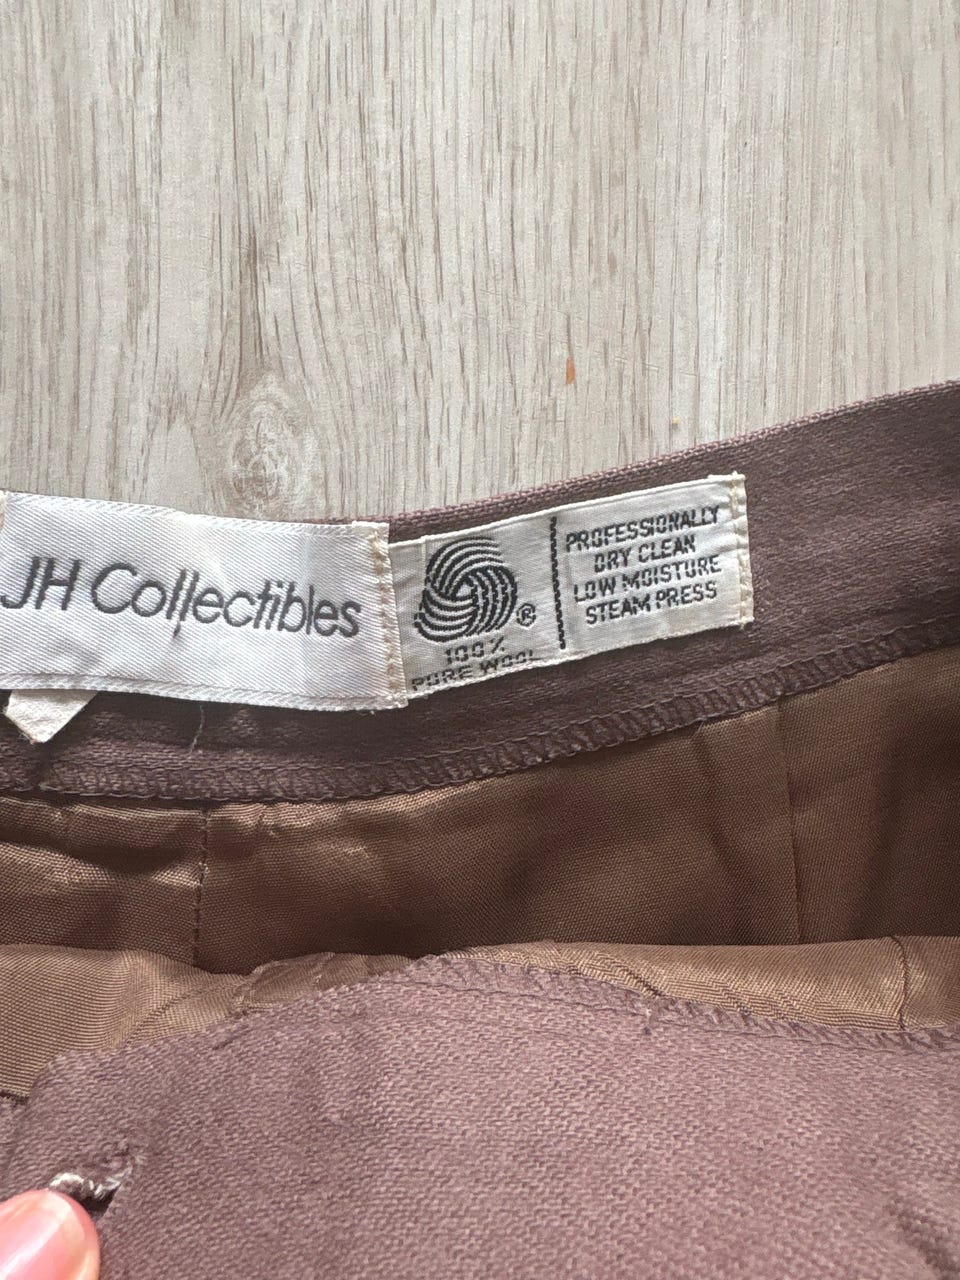 JH Collectibles
®
100%
PURE WOOL
PROFESSIONALLY
DRY CLEAN
LOW MOISTURE
STEAM PRESS